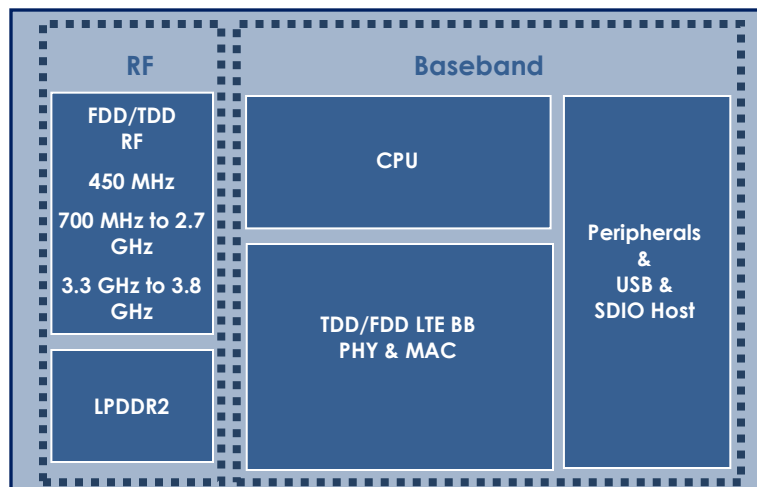 RF
FDD/TDD
RF
450 MHz
700 MHz to 2.7
GHz
3.3 GHz to 3.8
GHz
LPDDR2
Baseband
CPU
TDD/FDD LTE BB
PHY & MAC
Peripherals
&
USB &
SDIO Host